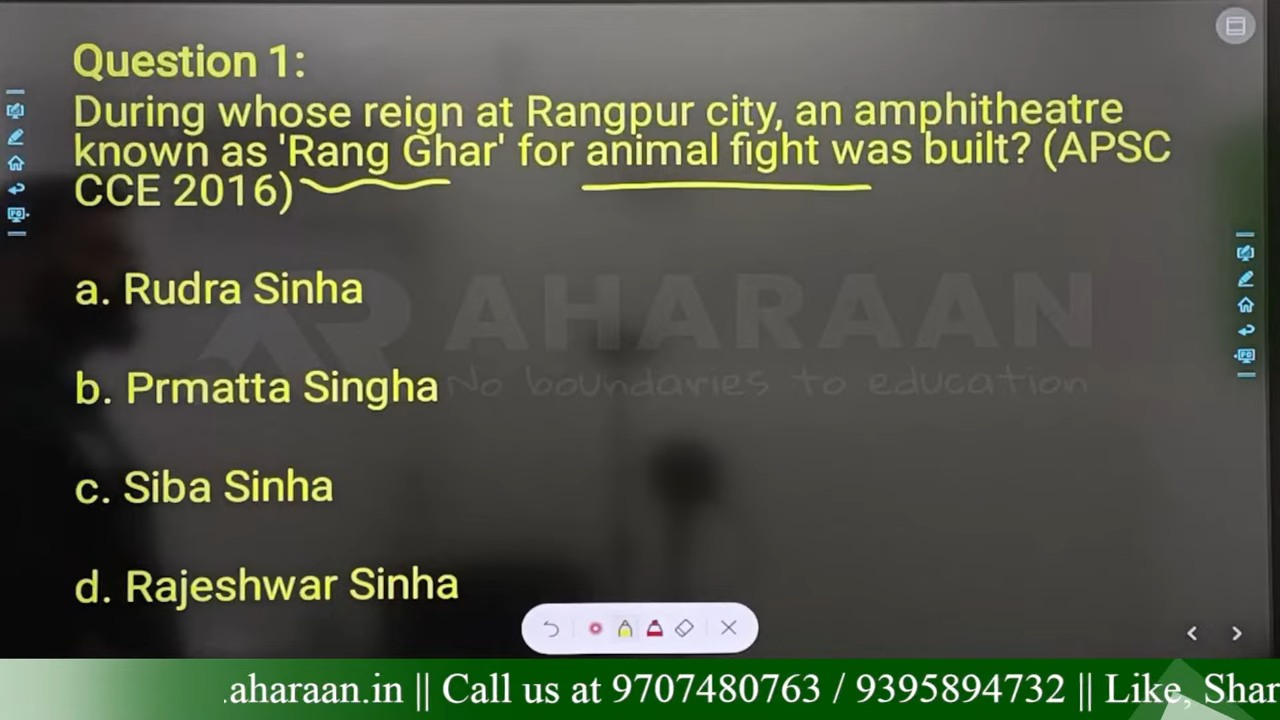 Question 1:
During whose reign at Rangpur city, an amphitheatre
known as 'Rang Ghar' for animal fight was built? (APSC
CCE 2016)
a. Rudra Sinha
b. Prmatta Singha
c. Siba Sinha
d. Rajeshwar Sinha
AR AHARAAN
No boundaries to education
.aharaan.in || Call us at 9707480763 / 9395894732 || Like, Shar